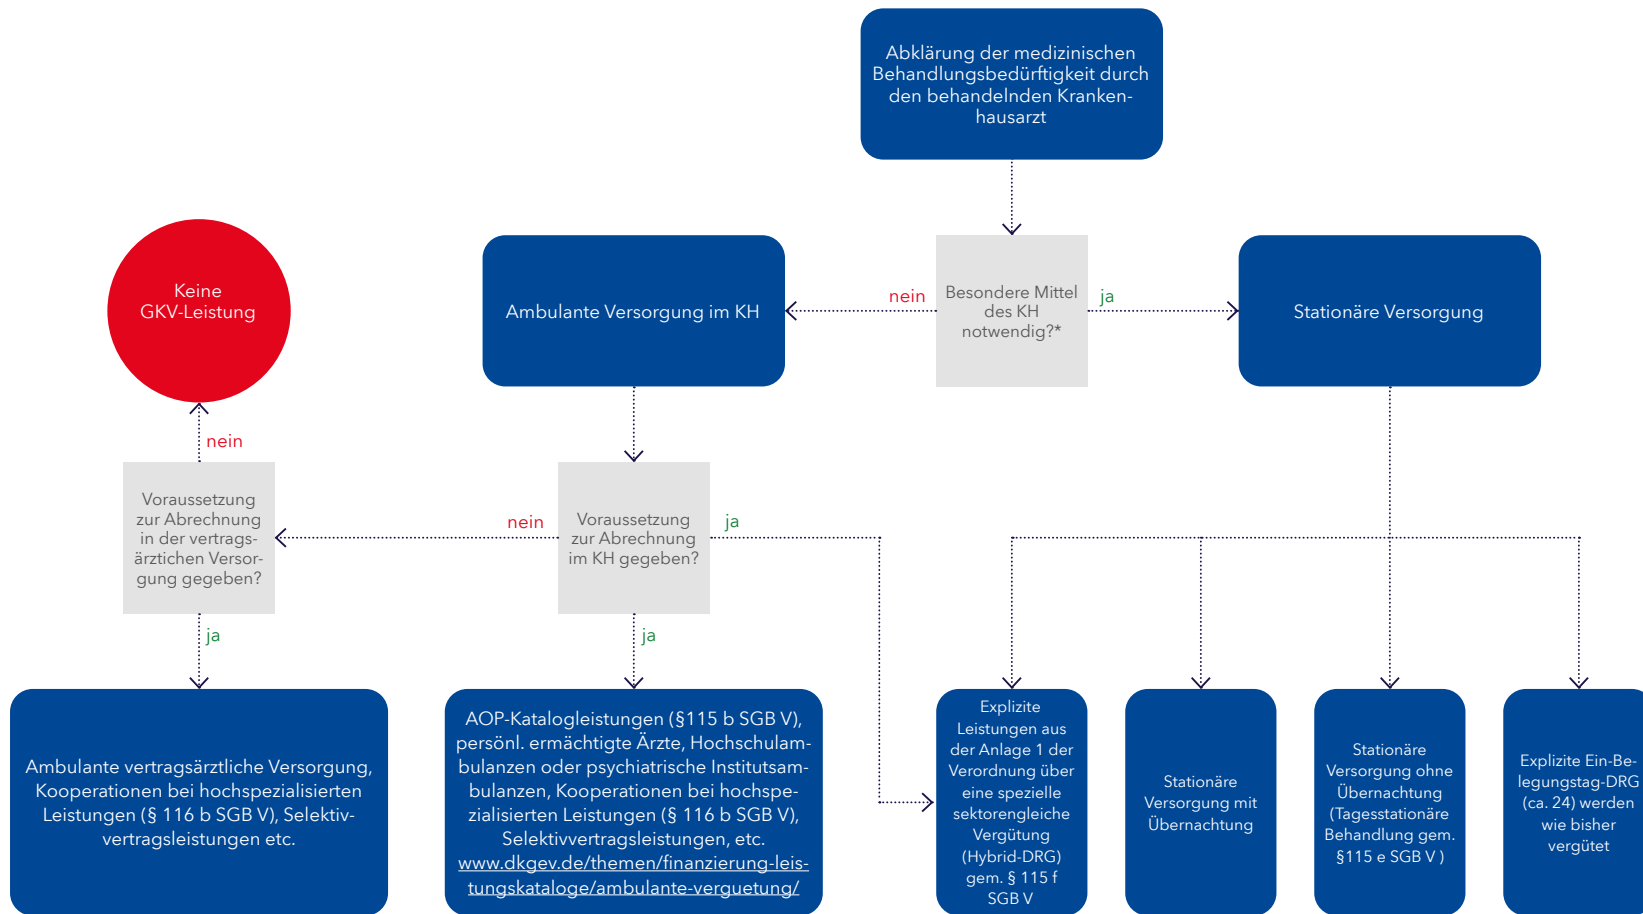 Abklärung der medizinischen
Behandlungsbedürftigkeit durch
den behandelnden Kranken-
hausarzt
Keine
GKV-Leistung
Ambulante Versorgung im KH
nein
Besondere Mittel
des KH
notwendig?*
ja
Stationäre Versorgung
nein
Voraussetzung
zur Abrechnung
in der vertrags-
ärztichen Versor-
gung gegeben?
nein
Voraussetzung
zur Abrechnung
im KH gegeben?
ja
ja
ja
Ambulante vertragsärztliche Versorgung,
Kooperationen bei hochspezialisierten
Leistungen (§ 116 b SGB V), Selektiv-
vertragsleistungen etc.
AOP-Katalogleistungen (§115 b SGB V),
persönl. ermächtigte Ärzte, Hochschulam-
bulanzen oder psychiatrische Institutsam-
bulanzen, Kooperationen bei hochspe-
zialisierten Leistungen (§ 116 b SGB V),
Selektivvertragsleistungen, etc.
www.dkgev.de/themen/finanzierung-leis-
tungskataloge/ambulante-verguetung/
Explizite
Leistungen aus
der Anlage 1 der
Verordnung über
eine spezielle
sektorengleiche
Vergütung
(Hybrid-DRG)
gem. § 115 f
SGB V
Stationäre
Versorgung mit
Übernachtung
Stationäre
Versorgung ohne
Übernachtung
(Tagesstationäre
Behandlung gem.
§115 e SGB V )
Explizite Ein-Be-
legungstag-DRG
(ca. 24) werden
wie bisher
vergütet